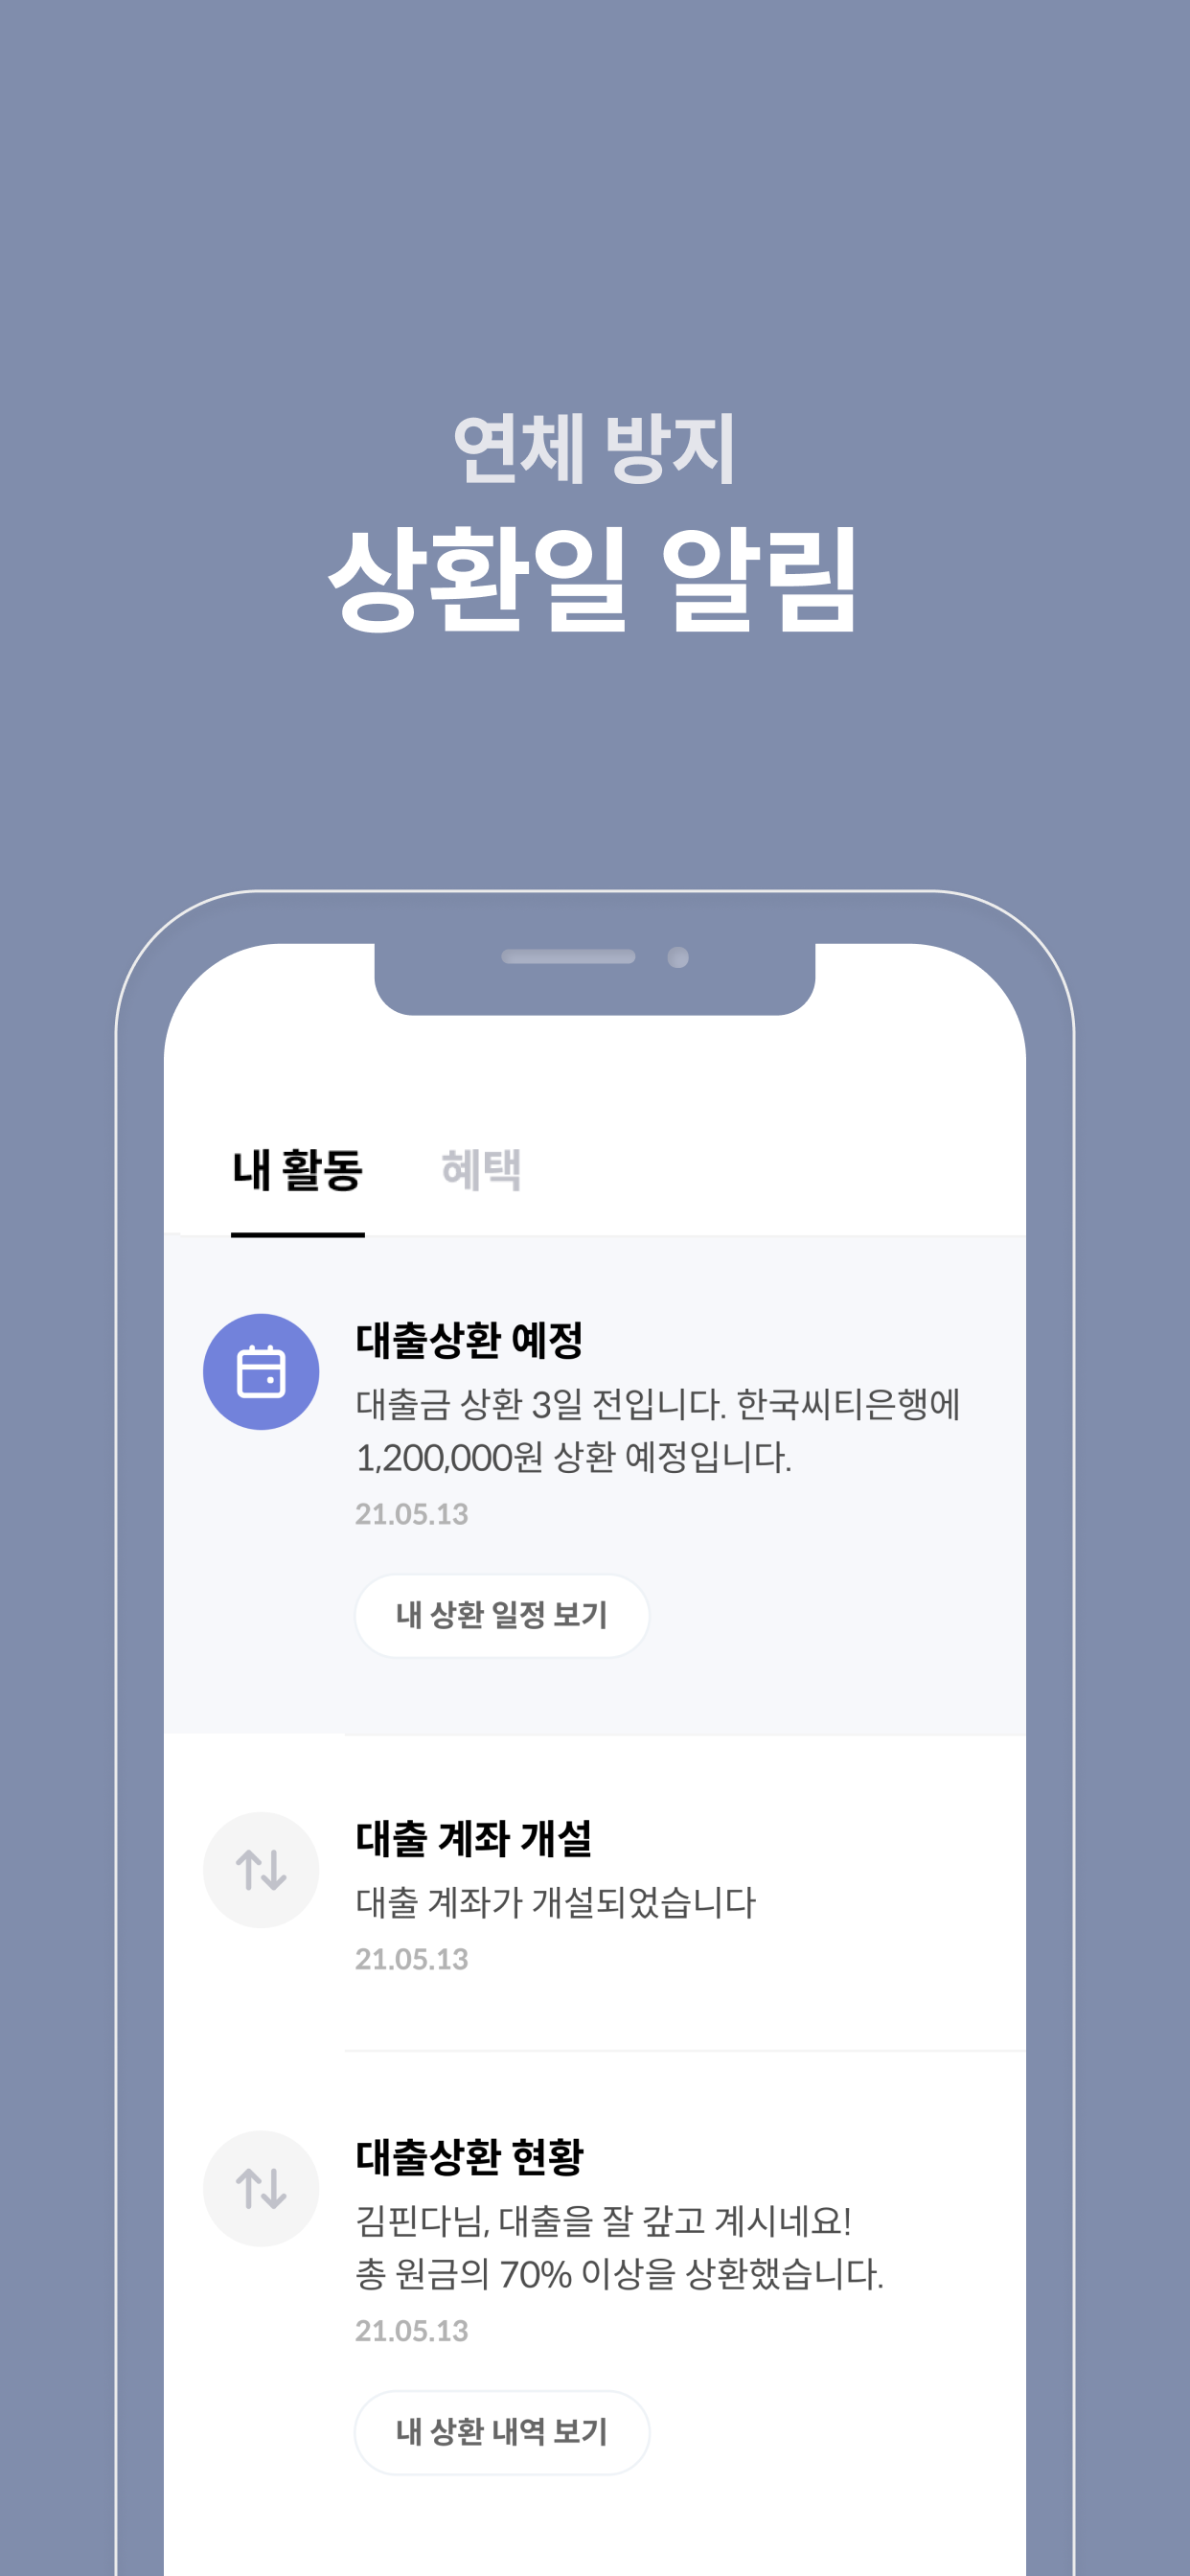 연체 방지
상환일 알림
내 활동 혜택
대출상환 예정
대출금 상환 3일 전입니다. 한국씨티은행에
1,200,000원 상환 예정입니다.
21.05.13
내 상환 일정 보기
대출 계좌 개설
대출 계좌가 개설되었습니다
21.05.13
대출상환 현황
김핀다님, 대출을 잘 갚고 계시네요!
총 원금의 70% 이상을 상환했습니다.
21.05.13
내 상환 내역 보기